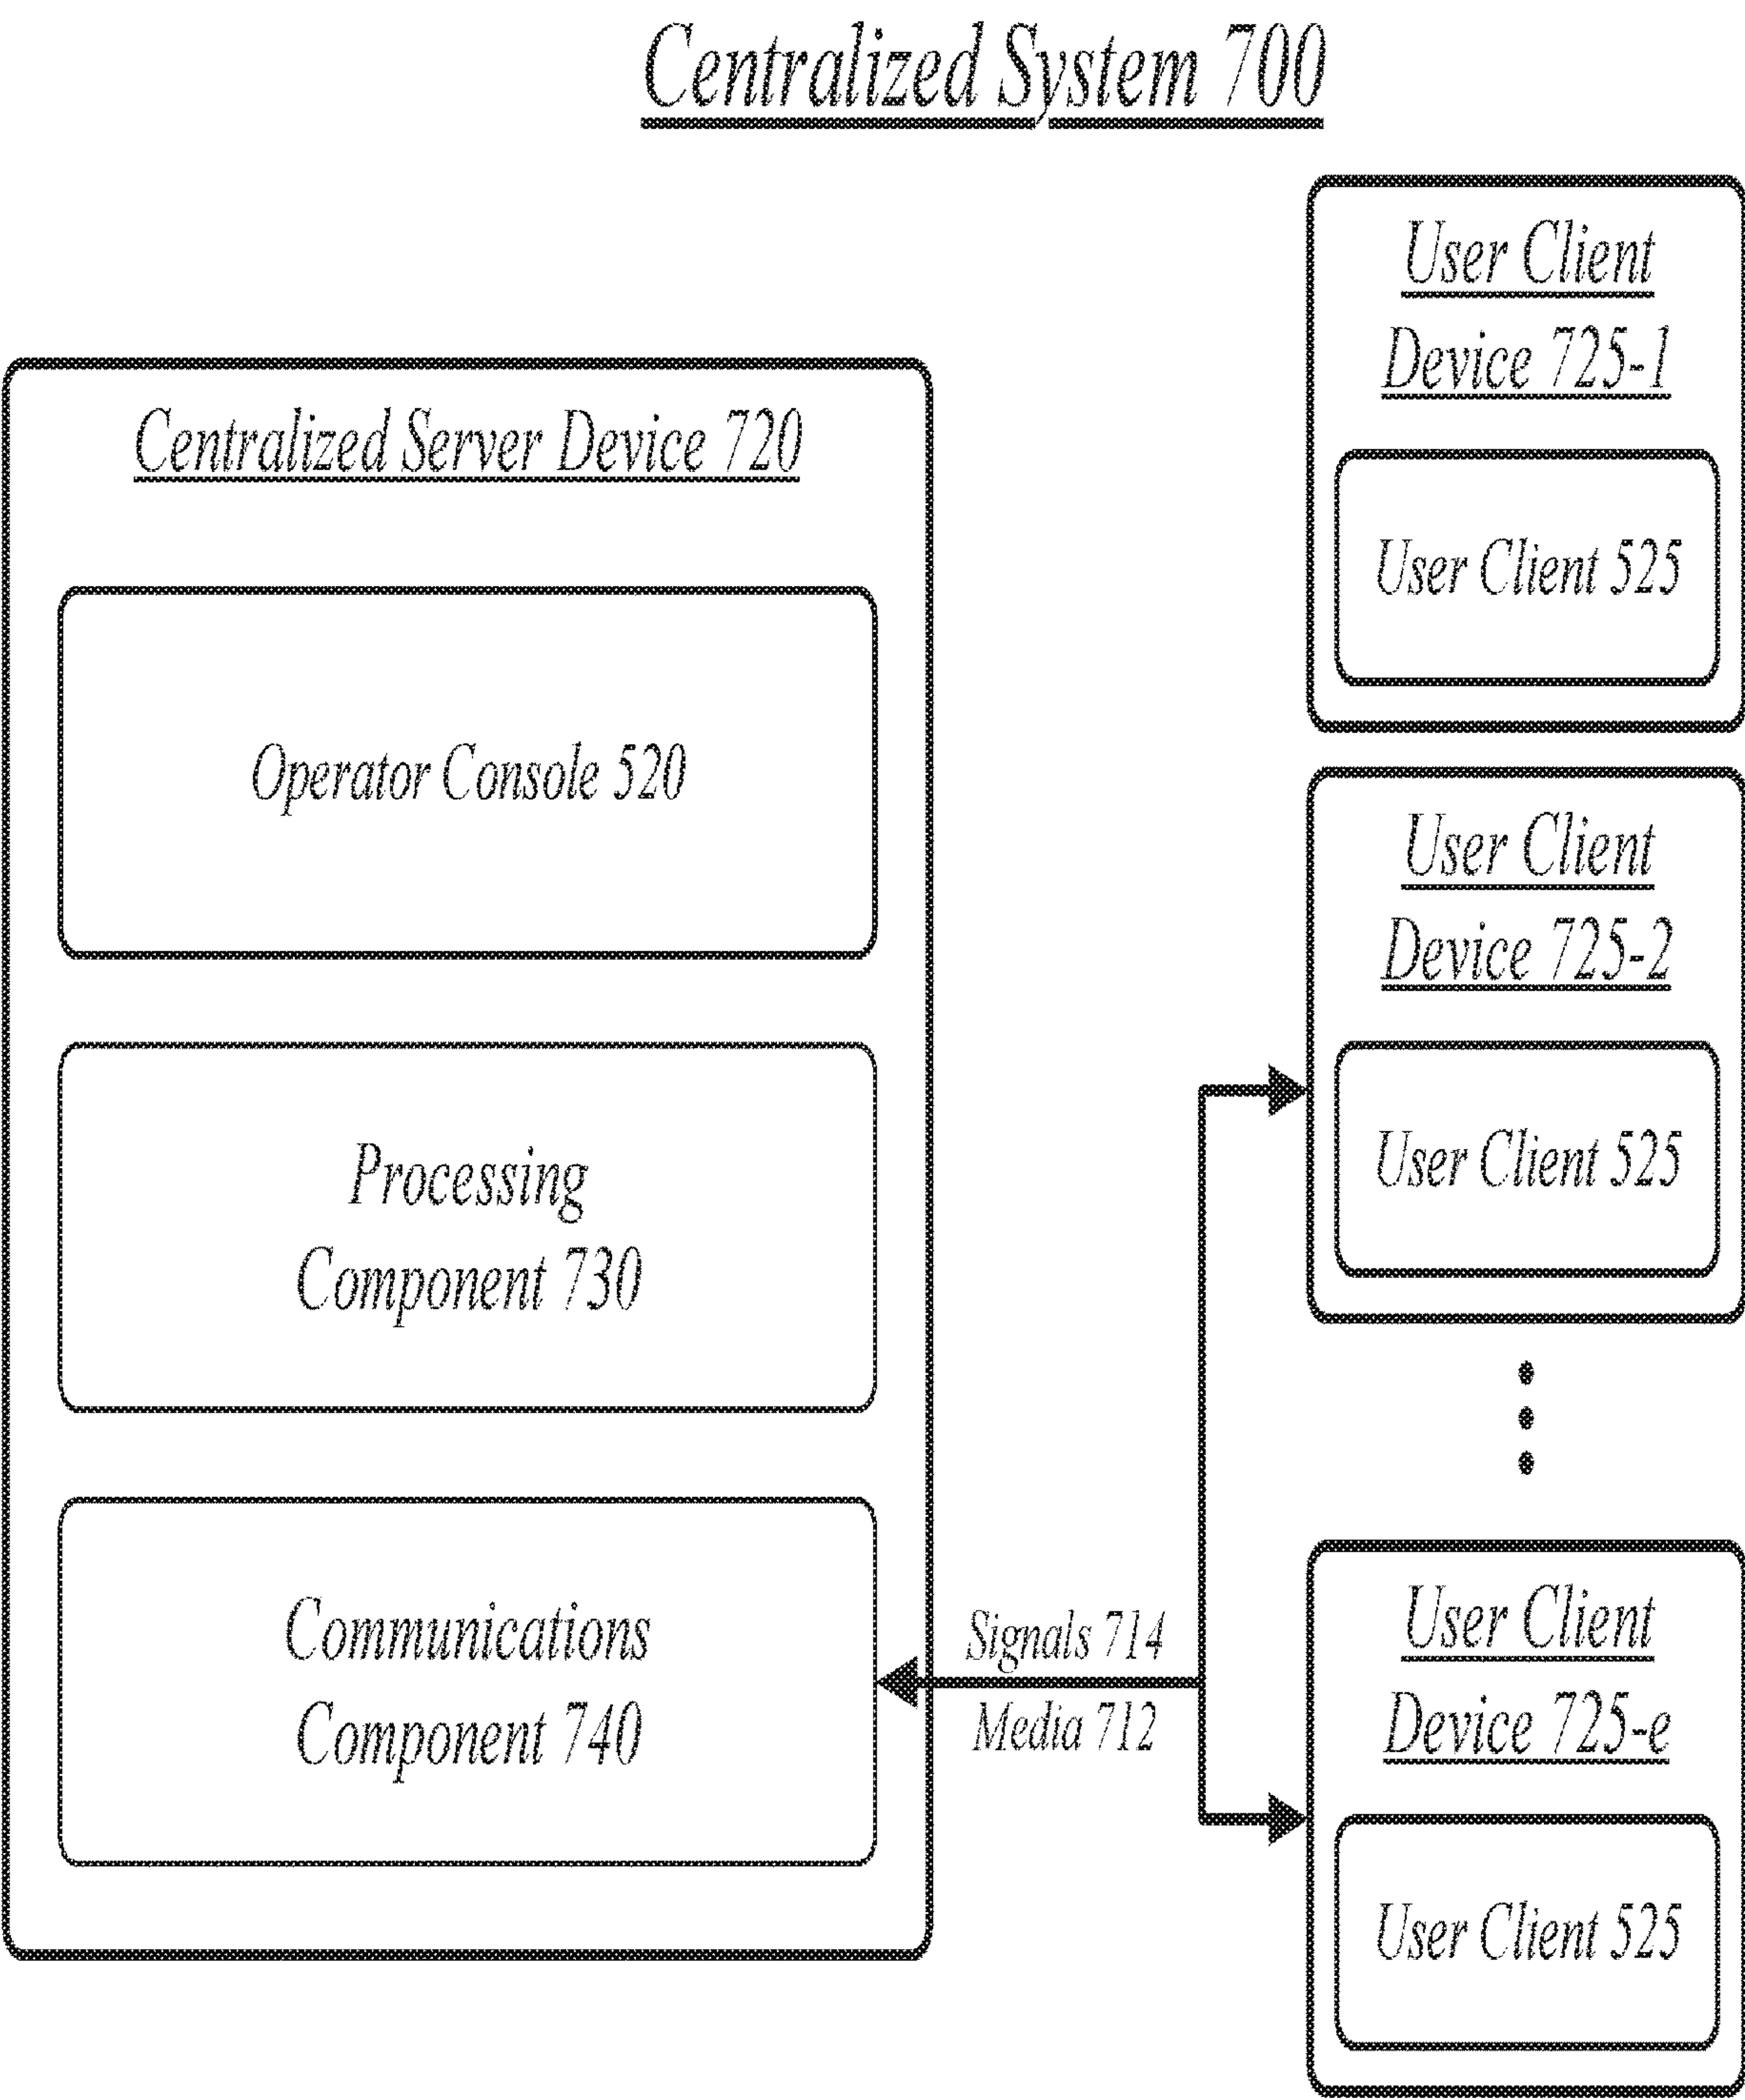 Centralized System 700
Centralized Server Device 720
Operator Console 520
Processing
Component 730
Communications
Component 740
Signals 714
Media 712
User Client
Device 725-1
User Client 525
User Client
Device 725-2
User Client 525
User Client
Device 725-e
User Client 525